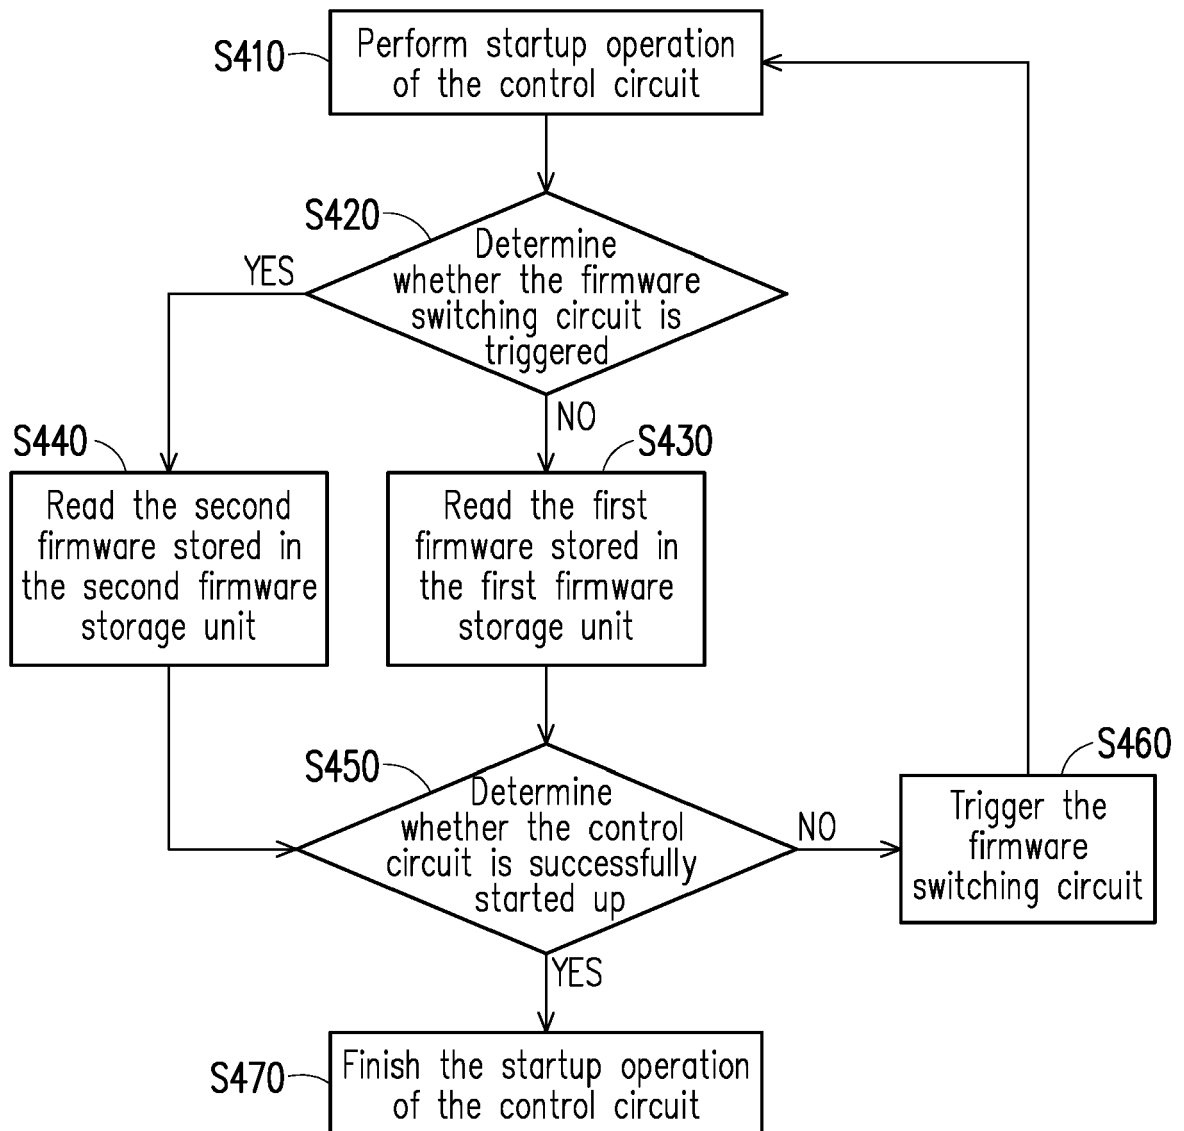 S410
Perform startup operation
of the control circuit
S420
Determine
whether the firmware
switching circuit is
triggered
YES
NO
S440
Read the second
firmware stored in
the second firmware
storage unit
S430
Read the first
firmware stored in
the first firmware
storage unit
S450
Determine
whether the control
circuit is successfully
started up
NO
S460
Trigger the
firmware
switching circuit
YES
S470
Finish the startup operation
of the control circuit